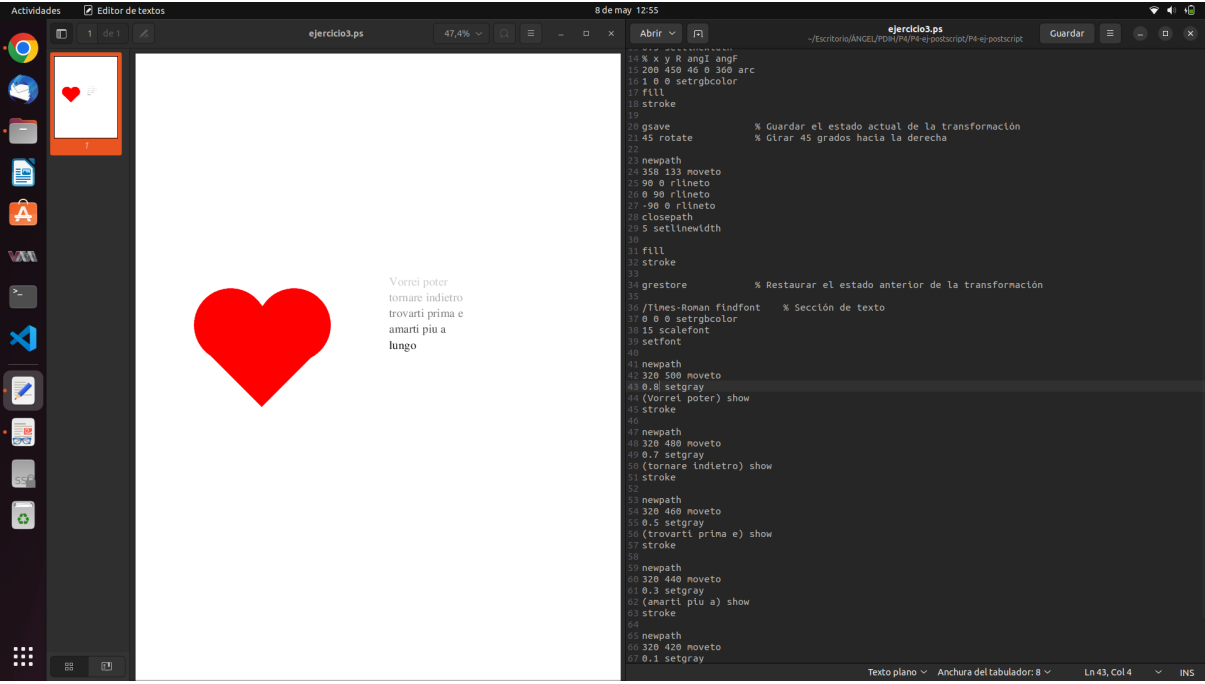 Actividades
Editor de textos
8 de may 12:55
1 de 1
ejercicio3.ps
47,4%
1
Vorrei poter
tornare indietro
trovarti prima e
amarti piu a
lungo
Abrir
ejercicio3.ps
~/Escritorio/ÁNGEL/PDIH/P4/P4-ej-postscript/P4-ej-postscript
Guardar
14 % x y R angI angF
15 200 450 46 0 360 arc
16 1 0 0 setrgbcolor
17 fill
18 stroke
19
20 gsave % Guardar el estado actual de la transformación
21 45 rotate % Girar 45 grados hacia la derecha
22
23 newpath
24 358 133 moveto
25 90 0 rlineto
26 0 90 rlineto
27 -90 0 rlineto
28 closepath
29 5 setlinewidth
30
31 fill
32 stroke
33
34 grestore % Restaurar el estado anterior de la transformación
35
36 /Times-Roman findfont % Sección de texto
37 0 0 0 setrgbcolor
38 15 scalefont
39 setfont
40
41 newpath
42 320 500 moveto
43 0.8 setgray
44 (Vorrei poter) show
45 stroke
46
47 newpath
48 320 480 moveto
49 0.7 setgray
50 (tornare indietro) show
51 stroke
52
53 newpath
54 320 460 moveto
55 0.5 setgray
56 (trovarti prima e) show
57 stroke
58
59 newpath
60 320 440 moveto
61 0.3 setgray
62 (amarti piu a) show
63 stroke
64
65 newpath
66 320 420 moveto
67 0.1 setgray
Texto plano
Anchura del tabulador: 8
Ln 43, Col 4
INS